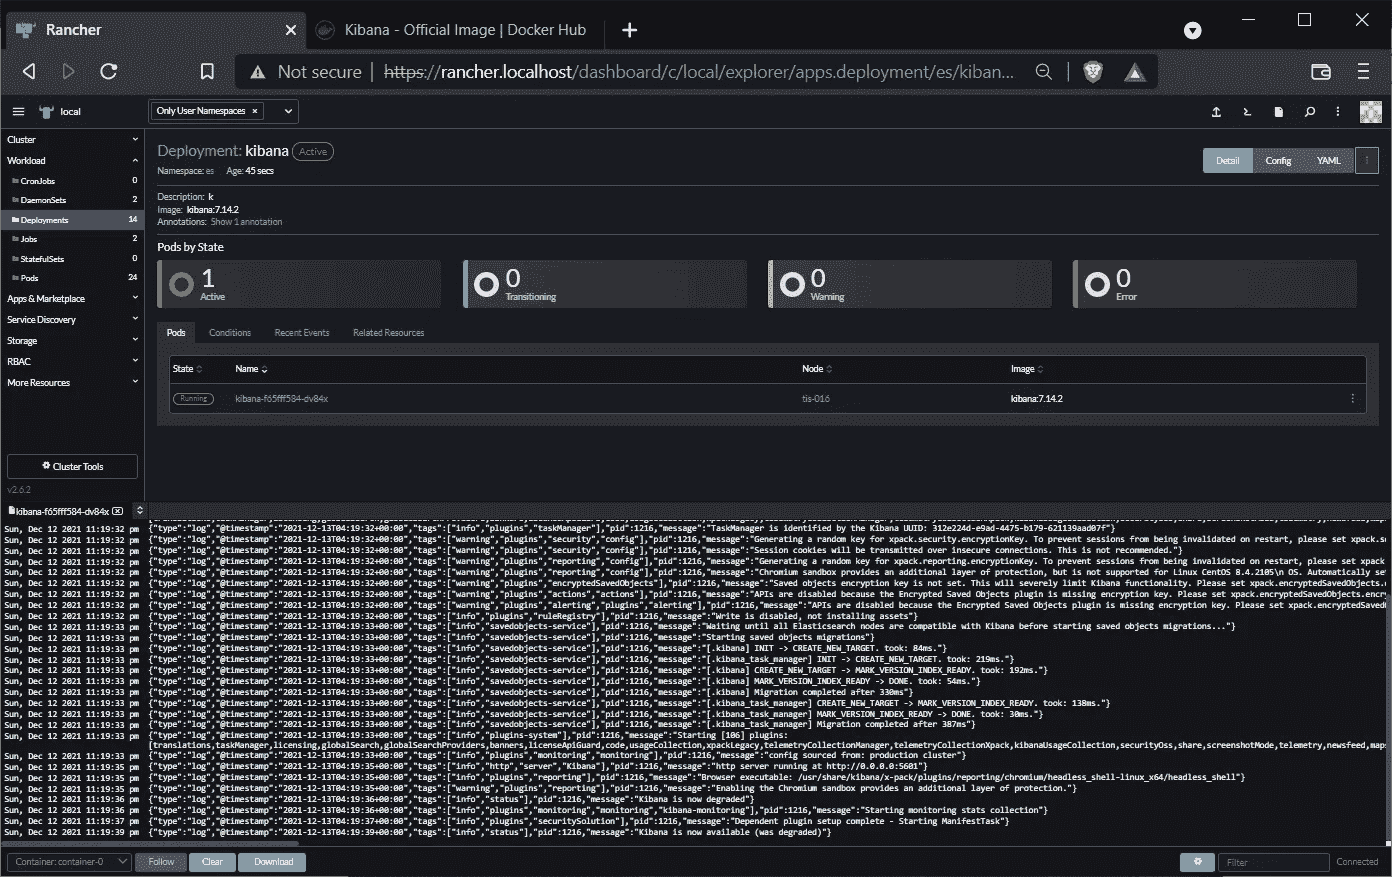 Rancher
Kibana - Official Image | Docker Hub
Not secure | https://rancher.localhost/dashboard/c/local/explorer/apps.deployment/es/kiban...
local
Only User Namespaces ×
Cluster
Workload
CronJobs 0
DaemonSets 2
Deployments 14
Jobs 2
StatefulSets 0
Pods 24
Apps & Marketplace
Service Discovery
Storage
RBAC
More Resources
Cluster Tools
v2.6.2
Deployment: kibana Active
Namespace: es Age: 45 secs
Detail Config YAML
Description: k
Image: kibana:7.14.2
Annotations: Show 1 annotation
Pods by State
1 Active
0 Transitioning
0 Warning
0 Error
Pods Conditions Recent Events Related Resources
State Name Node Image
Running kibana-f65fff584-dv84x tis-016 kibana:7.14.2
kibana-f65fff584-dv84x
Sun, Dec 12 2021 11:19:32 pm {"type":"log","@timestamp":"2021-12-13T04:19:32+00:00","tags":["info","plugins","taskManager"],"pid":1216,"message":"TaskManager is identified by the Kibana UUID: 312e224d-e9ad-4475-b179-621139aad07f"}
Sun, Dec 12 2021 11:19:32 pm {"type":"log","@timestamp":"2021-12-13T04:19:32+00:00","tags":["warning","plugins","security","config"],"pid":1216,"message":"Generating a random key for xpack.security.encryptionKey. To prevent sessions from being invalidated on restart, please set xpack.se
Sun, Dec 12 2021 11:19:32 pm {"type":"log","@timestamp":"2021-12-13T04:19:32+00:00","tags":["warning","plugins","security","config"],"pid":1216,"message":"Session cookies will be transmitted over insecure connections. This is not recommended."}
Sun, Dec 12 2021 11:19:32 pm {"type":"log","@timestamp":"2021-12-13T04:19:32+00:00","tags":["warning","plugins","reporting","config"],"pid":1216,"message":"Generating a random key for xpack.reporting.encryptionKey. To prevent sessions from being invalidated on restart, please set xpack
Sun, Dec 12 2021 11:19:32 pm {"type":"log","@timestamp":"2021-12-13T04:19:32+00:00","tags":["warning","plugins","reporting","config"],"pid":1216,"message":"Chromium sandbox provides an additional layer of protection, but is not supported for Linux CentOS 8.4.2105\n OS. Automatically se
Sun, Dec 12 2021 11:19:32 pm {"type":"log","@timestamp":"2021-12-13T04:19:32+00:00","tags":["warning","plugins","encryptedSavedObjects"],"pid":1216,"message":"Saved objects encryption key is not set. This will severely limit Kibana functionality. Please set xpack.encryptedSavedObjects.e
Sun, Dec 12 2021 11:19:32 pm {"type":"log","@timestamp":"2021-12-13T04:19:32+00:00","tags":["warning","plugins","actions","actions"],"pid":1216,"message":"APIs are disabled because the Encrypted Saved Objects plugin is missing encryption key. Please set xpack.encryptedSavedObjects.encr
Sun, Dec 12 2021 11:19:32 pm {"type":"log","@timestamp":"2021-12-13T04:19:32+00:00","tags":["warning","plugins","alerting","plugins","alerting"],"pid":1216,"message":"APIs are disabled because the Encrypted Saved Objects plugin is missing encryption key. Please set xpack.encryptedSaved
Sun, Dec 12 2021 11:19:32 pm {"type":"log","@timestamp":"2021-12-13T04:19:32+00:00","tags":["info","plugins","ruleRegistry"],"pid":1216,"message":"Write is disabled, not installing assets"}
Sun, Dec 12 2021 11:19:33 pm {"type":"log","@timestamp":"2021-12-13T04:19:33+00:00","tags":["info","savedobjects-service"],"pid":1216,"message":"Waiting until all Elasticsearch nodes are compatible with Kibana before starting saved objects migrations..."}
Sun, Dec 12 2021 11:19:33 pm {"type":"log","@timestamp":"2021-12-13T04:19:33+00:00","tags":["info","savedobjects-service"],"pid":1216,"message":"Starting saved objects migrations"}
Sun, Dec 12 2021 11:19:33 pm {"type":"log","@timestamp":"2021-12-13T04:19:33+00:00","tags":["info","savedobjects-service"],"pid":1216,"message":"[.kibana] INIT -> CREATE_NEW_TARGET. took: 84ms."}
Sun, Dec 12 2021 11:19:33 pm {"type":"log","@timestamp":"2021-12-13T04:19:33+00:00","tags":["info","savedobjects-service"],"pid":1216,"message":"[.kibana_task_manager] INIT -> CREATE_NEW_TARGET. took: 219ms."}
Sun, Dec 12 2021 11:19:33 pm {"type":"log","@timestamp":"2021-12-13T04:19:33+00:00","tags":["info","savedobjects-service"],"pid":1216,"message":"[.kibana] CREATE_NEW_TARGET -> MARK_VERSION_INDEX_READY. took: 192ms."}
Sun, Dec 12 2021 11:19:33 pm {"type":"log","@timestamp":"2021-12-13T04:19:33+00:00","tags":["info","savedobjects-service"],"pid":1216,"message":"[.kibana] MARK_VERSION_INDEX_READY -> DONE. took: 54ms."}
Sun, Dec 12 2021 11:19:33 pm {"type":"log","@timestamp":"2021-12-13T04:19:33+00:00","tags":["info","savedobjects-service"],"pid":1216,"message":"[.kibana] Migration completed after 330ms"}
Sun, Dec 12 2021 11:19:33 pm {"type":"log","@timestamp":"2021-12-13T04:19:33+00:00","tags":["info","savedobjects-service"],"pid":1216,"message":"[.kibana_task_manager] CREATE_NEW_TARGET -> MARK_VERSION_INDEX_READY. took: 138ms."}
Sun, Dec 12 2021 11:19:33 pm {"type":"log","@timestamp":"2021-12-13T04:19:33+00:00","tags":["info","savedobjects-service"],"pid":1216,"message":"[.kibana_task_manager] MARK_VERSION_INDEX_READY -> DONE. took: 30ms."}
Sun, Dec 12 2021 11:19:33 pm {"type":"log","@timestamp":"2021-12-13T04:19:33+00:00","tags":["info","savedobjects-service"],"pid":1216,"message":"[.kibana_task_manager] Migration completed after 387ms"}
Sun, Dec 12 2021 11:19:33 pm {"type":"log","@timestamp":"2021-12-13T04:19:33+00:00","tags":["info","plugins-system"],"pid":1216,"message":"Starting [106] plugins:
[translations,taskManager,licensing,globalSearch,globalSearchProviders,banners,licenseApiGuard,code,usageCollection,xpackLegacy,telemetryCollectionManager,telemetryCollectionXpack,kibanaUsageCollection,securityOss,share,screenshotMode,telemetry,newsfeed,map
Sun, Dec 12 2021 11:19:33 pm {"type":"log","@timestamp":"2021-12-13T04:19:33+00:00","tags":["info","plugins","monitoring","monitoring"],"pid":1216,"message":"config sourced from: production cluster"}
Sun, Dec 12 2021 11:19:35 pm {"type":"log","@timestamp":"2021-12-13T04:19:35+00:00","tags":["info","http","server","Kibana"],"pid":1216,"message":"http server running at http://0.0.0.0:5601"}
Sun, Dec 12 2021 11:19:35 pm {"type":"log","@timestamp":"2021-12-13T04:19:35+00:00","tags":["info","plugins","reporting"],"pid":1216,"message":"Browser executable: /usr/share/kibana/x-pack/plugins/reporting/chromium/headless_shell-linux_x64/headless_shell"}
Sun, Dec 12 2021 11:19:35 pm {"type":"log","@timestamp":"2021-12-13T04:19:35+00:00","tags":["warning","plugins","reporting"],"pid":1216,"message":"Enabling the Chromium sandbox provides an additional layer of protection."}
Sun, Dec 12 2021 11:19:36 pm {"type":"log","@timestamp":"2021-12-13T04:19:36+00:00","tags":["info","status"],"pid":1216,"message":"Kibana is now degraded"}
Sun, Dec 12 2021 11:19:36 pm {"type":"log","@timestamp":"2021-12-13T04:19:36+00:00","tags":["info","plugins","monitoring","monitoring","kibana-monitoring"],"pid":1216,"message":"Starting monitoring stats collection"}
Sun, Dec 12 2021 11:19:37 pm {"type":"log","@timestamp":"2021-12-13T04:19:37+00:00","tags":["info","plugins","securitySolution"],"pid":1216,"message":"Dependent plugin setup complete - Starting ManifestTask"}
Sun, Dec 12 2021 11:19:39 pm {"type":"log","@timestamp":"2021-12-13T04:19:39+00:00","tags":["info","status"],"pid":1216,"message":"Kibana is now available (was degraded)"}
Container: container-0 Follow Clear Download Filter Connected